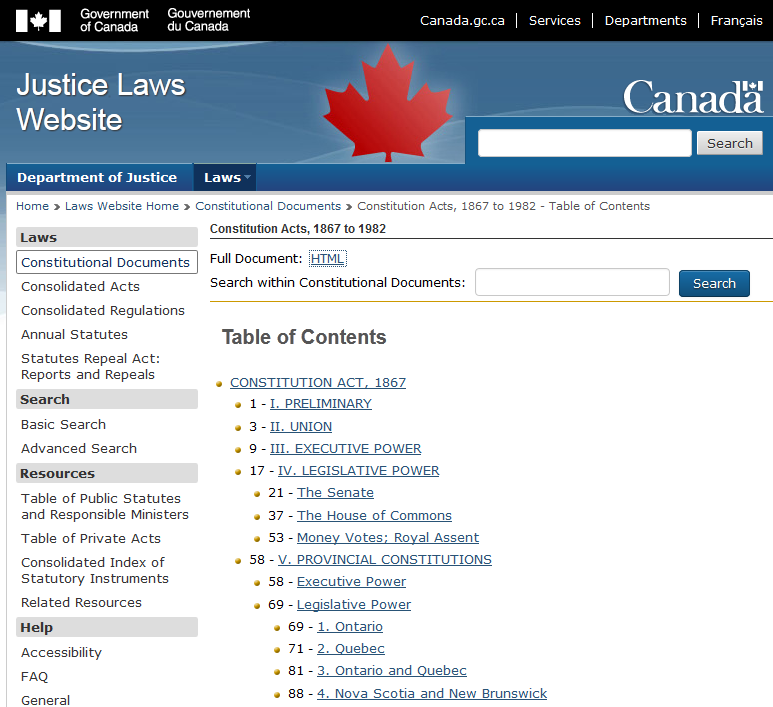 Government of Canada
Gouvernement du Canada
Canada.gc.ca | Services | Departments | Français
Justice Laws Website
Canada
Search
Department of Justice
Laws
Home » Laws Website Home » Constitutional Documents » Constitution Acts, 1867 to 1982 - Table of Contents
Laws
Constitutional Documents
Consolidated Acts
Consolidated Regulations
Annual Statutes
Statutes Repeal Act:
Reports and Repeals
Search
Basic Search
Advanced Search
Resources
Table of Public Statutes
and Responsible Ministers
Table of Private Acts
Consolidated Index of
Statutory Instruments
Related Resources
Help
Accessibility
FAQ
General
Constitution Acts, 1867 to 1982
Full Document: HTML
Search within Constitutional Documents: Search
Table of Contents
CONSTITUTION ACT, 1867
1 - I. PRELIMINARY
3 - II. UNION
9 - III. EXECUTIVE POWER
17 - IV. LEGISLATIVE POWER
21 - The Senate
37 - The House of Commons
53 - Money Votes; Royal Assent
58 - V. PROVINCIAL CONSTITUTIONS
58 - Executive Power
69 - Legislative Power
69 - 1. Ontario
71 - 2. Quebec
81 - 3. Ontario and Quebec
88 - 4. Nova Scotia and New Brunswick